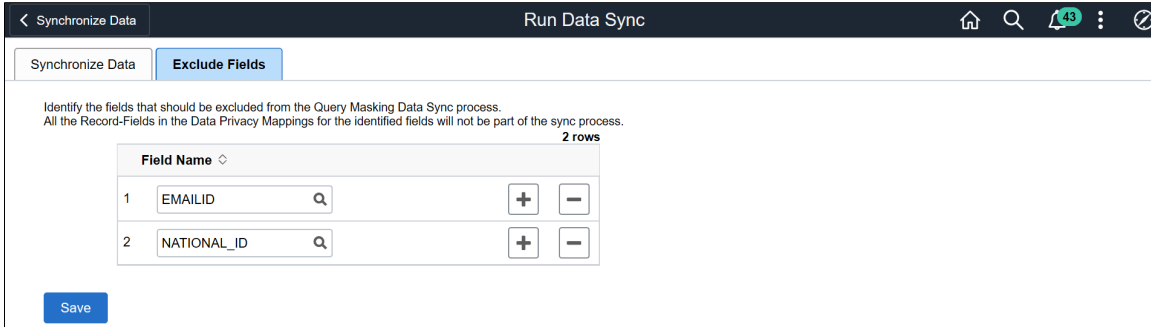 Synchronize Data
Run Data Sync
43
Synchronize Data
Exclude Fields
Identify the fields that should be excluded from the Query Masking Data Sync process.
All the Record-Fields in the Data Privacy Mappings for the identified fields will not be part of the sync process.
2 rows
Field Name
1 EMAILID
2 NATIONAL_ID
Save